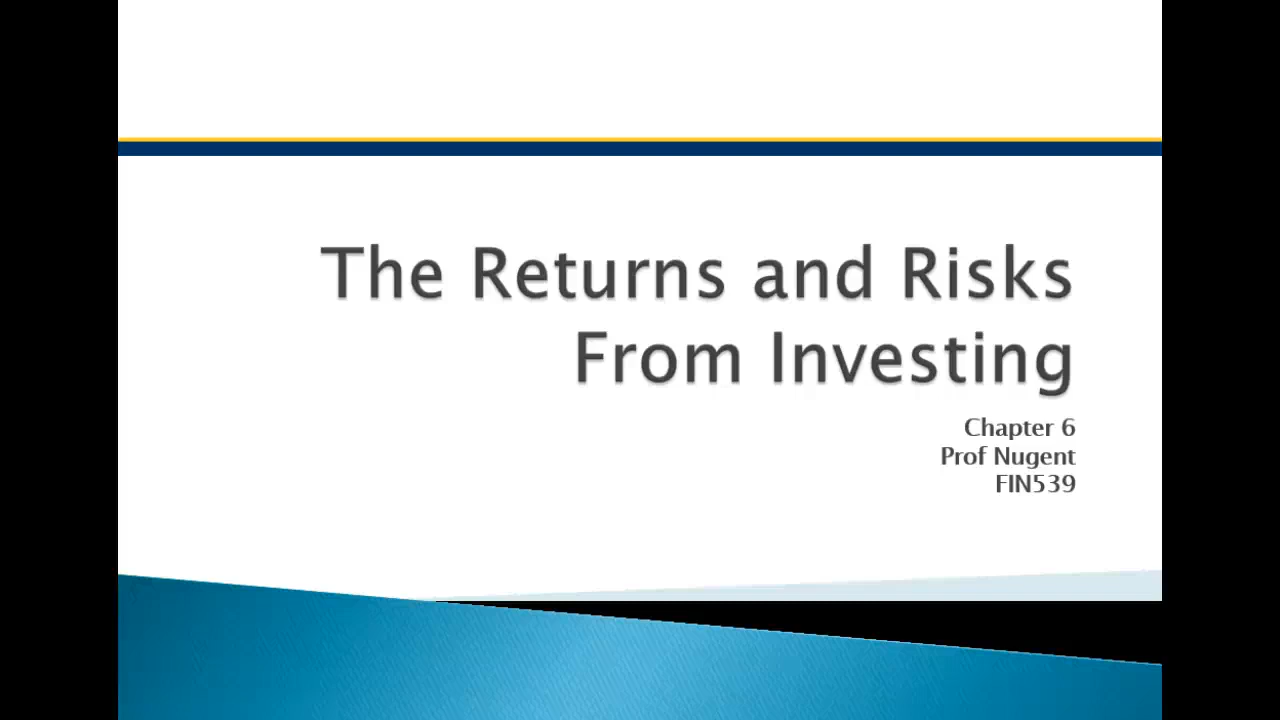 The Returns and Risks
From Investing
Chapter 6
Prof Nugent
FIN539